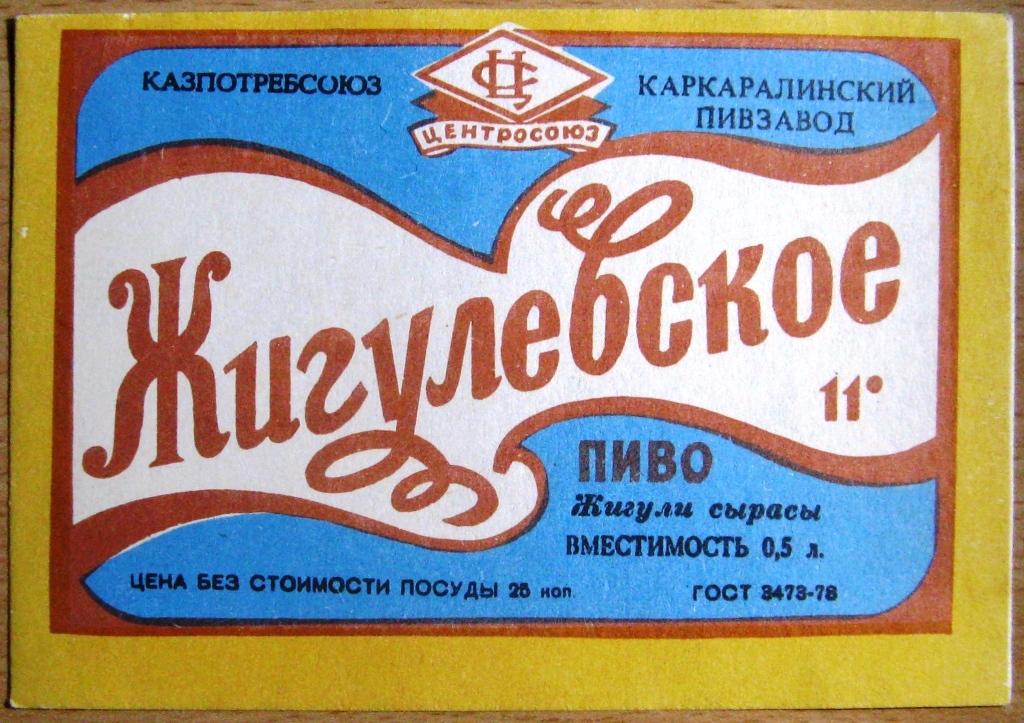 КАЗПОТРЕБСОЮЗ
ЦС
ЦЕНТРОСОЮЗ
КАРКАРАЛИНСКИЙ
ПИВЗАВОД
Жигулевское
11°
ПИВО
Жигули сырасы
ВМЕСТИМОСТЬ 0,5 л.
ЦЕНА БЕЗ СТОИМОСТИ ПОСУДЫ 25 коп.
ГОСТ 3473-78